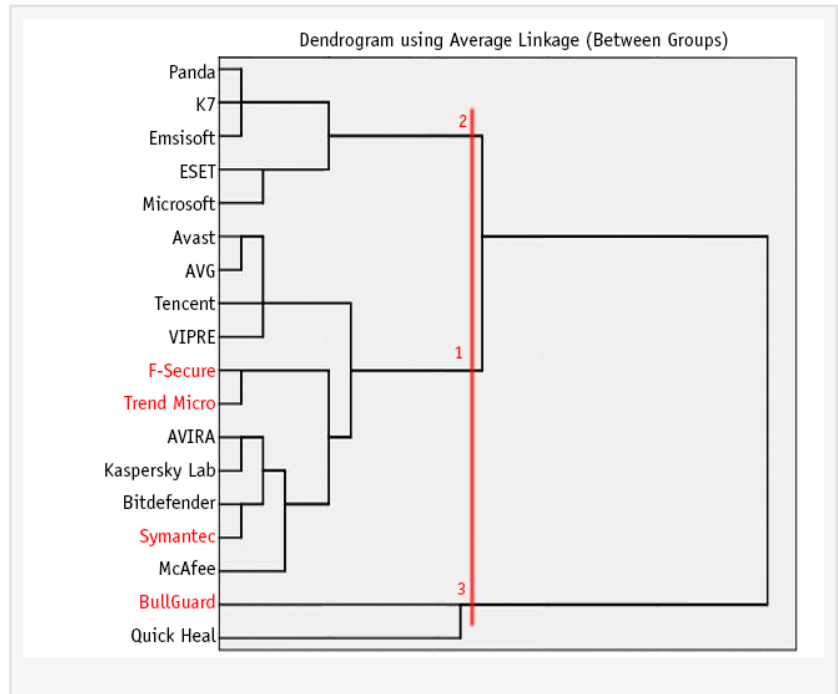 Dendrogram using Average Linkage (Between Groups)
Panda
2
K7
Emsisoft
ESET
Microsoft
Avast
AVG
Tencent
VIPRE
1
F-Secure
Trend Micro
AVIRA
Kaspersky Lab
Bitdefender
Symantec
McAfee
3
BullGuard
Quick Heal